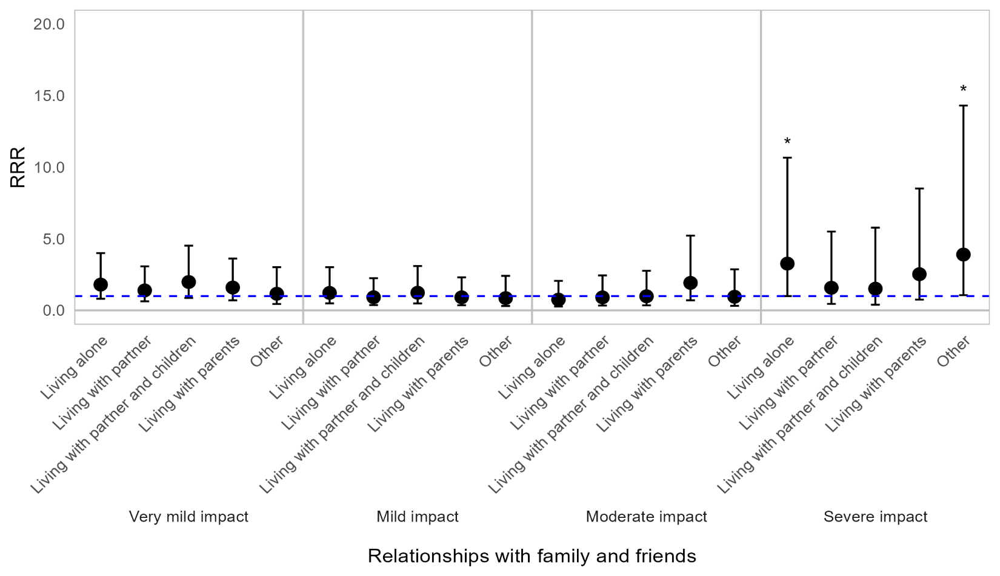 20.0
15.0
10.0
5.0
0.0
RRR
*
*
Living alone
Living with partner
Living with partner and children
Living with parents
Other
Living alone
Living with partner
Living with partner and children
Living with parents
Other
Living alone
Living with partner
Living with partner and children
Living with parents
Other
Living alone
Living with partner
Living with partner and children
Living with parents
Other
Very mild impact
Mild impact
Moderate impact
Severe impact
Relationships with family and friends